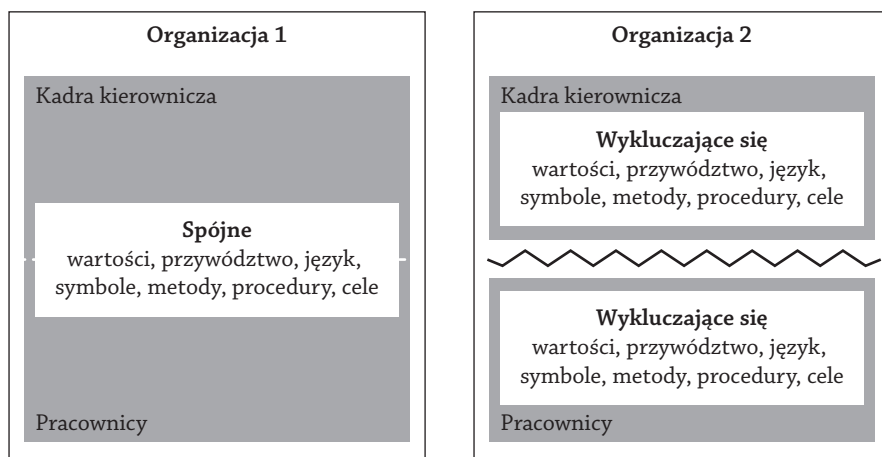 Organizacja 1
Kadra kierownicza
Spójne
wartości, przywództwo, język,
symbole, metody, procedury, cele
Pracownicy
Organizacja 2
Kadra kierownicza
Wykluczające się
wartości, przywództwo, język,
symbole, metody, procedury, cele
Wykluczające się
wartości, przywództwo, język,
symbole, metody, procedury, cele
Pracownicy